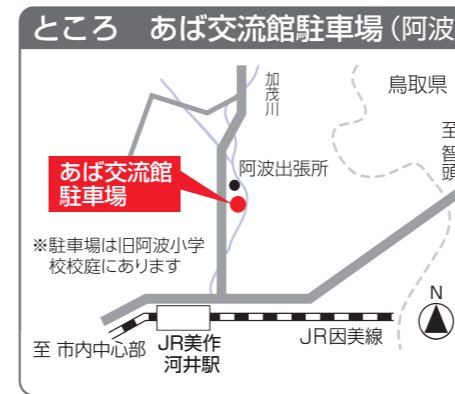 ところ　あば交流館駐車場（阿波
加茂川
鳥取県
至 智頭
阿波出張所
あば交流館
駐車場
※駐車場は旧阿波小学
校校庭にあります
N
至 市内中心部
JR美作
河井駅
JR因美線